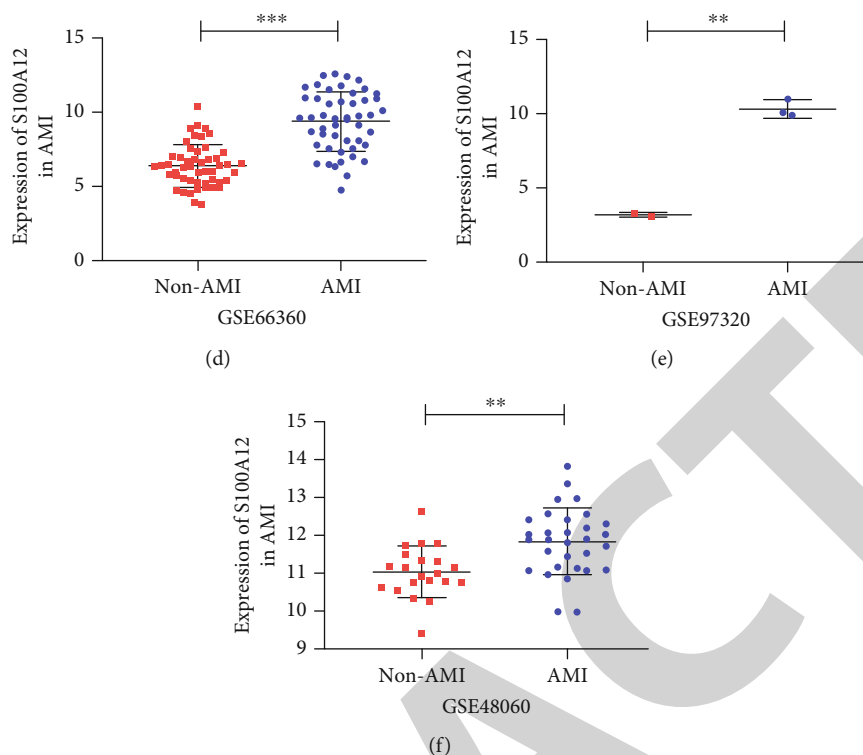 ***
15
10
5
0
Expression of S100A12
in AMI
Non-AMI
AMI
GSE66360
(d)
**
15
10
5
0
Expression of S100A12
in AMI
Non-AMI
AMI
GSE97320
(e)
**
15
14
13
12
11
10
9
Expression of S100A12
in AMI
Non-AMI
AMI
GSE48060
(f)
ACT